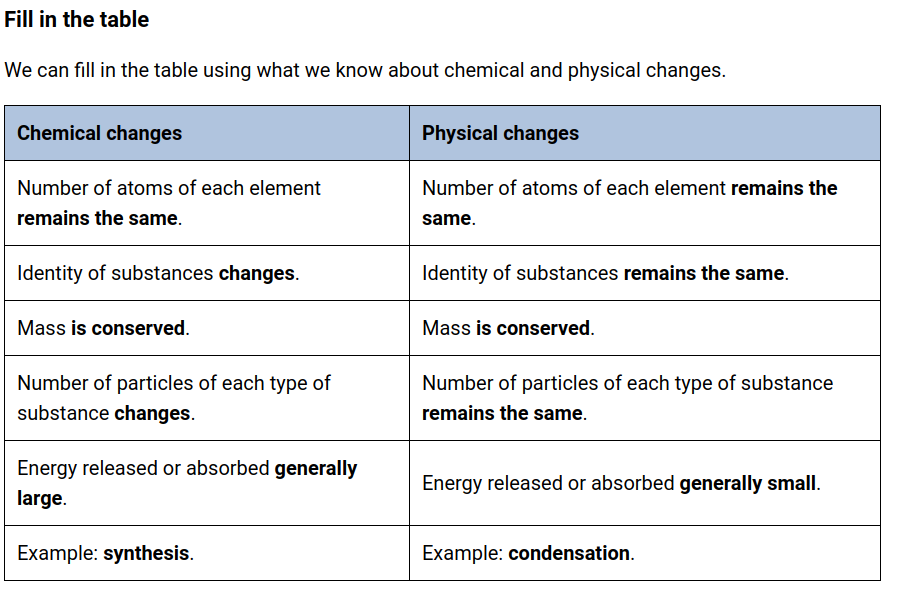 Fill in the table
We can fill in the table using what we know about chemical and physical changes.
Chemical changes
Physical changes
Number of atoms of each element
remains the same.
Number of atoms of each element remains the
same.
Identity of substances changes.
Identity of substances remains the same.
Mass is conserved.
Mass is conserved.
Number of particles of each type of
substance changes.
Number of particles of each type of substance
remains the same.
Energy released or absorbed generally
large.
Energy released or absorbed generally small.
Example: synthesis.
Example: condensation.